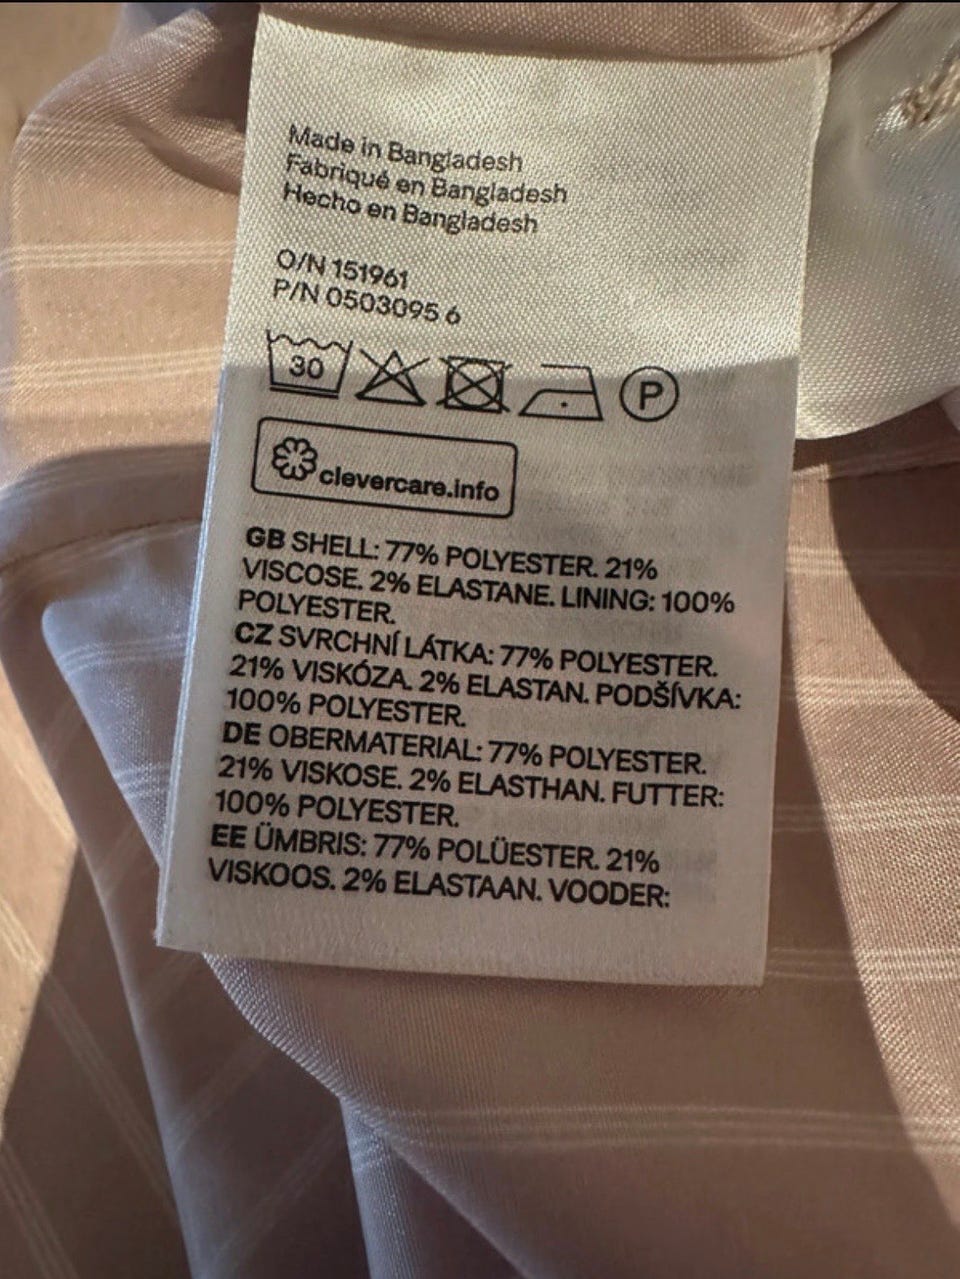 Made in Bangladesh
Fabriqué en Bangladesh
Hecho en Bangladesh
O/N 151961
P/N 0503095 6
30 P
clevercare.info
GB SHELL: 77% POLYESTER. 21%
VISCOSE. 2% ELASTANE. LINING: 100%
POLYESTER.
CZ SVRCHNÍ LÁTKA: 77% POLYESTER.
21% VISKÓZA. 2% ELASTAN. PODŠÍVKA:
100% POLYESTER.
DE OBERMATERIAL: 77% POLYESTER.
21% VISKOSE. 2% ELASTHAN. FUTTER:
100% POLYESTER.
EE ÜMBRIS: 77% POLÜESTER. 21%
VISKOOS. 2% ELASTAAN. VOODER: